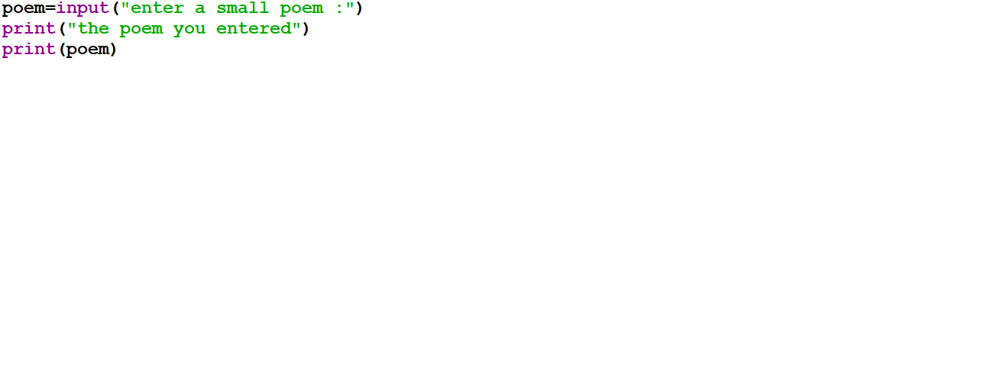 poem=input("enter a small poem :")
print("the poem you entered")
print(poem)